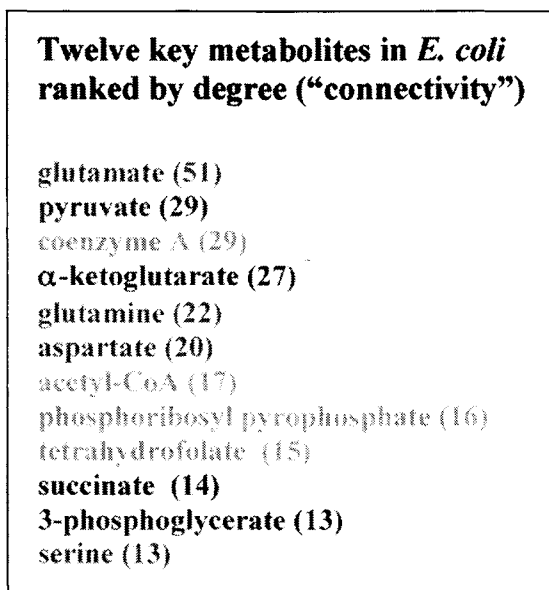 Twelve key metabolites in E. coli
ranked by degree (“connectivity”)
glutamate (51)
pyruvate (29)
coenzyme A (29)
α-ketoglutarate (27)
glutamine (22)
aspartate (20)
acetyl-CoA (17)
phosphoribosyl pyrophosphate (16)
tetrahydrofolate (15)
succinate (14)
3-phosphoglycerate (13)
serine (13)